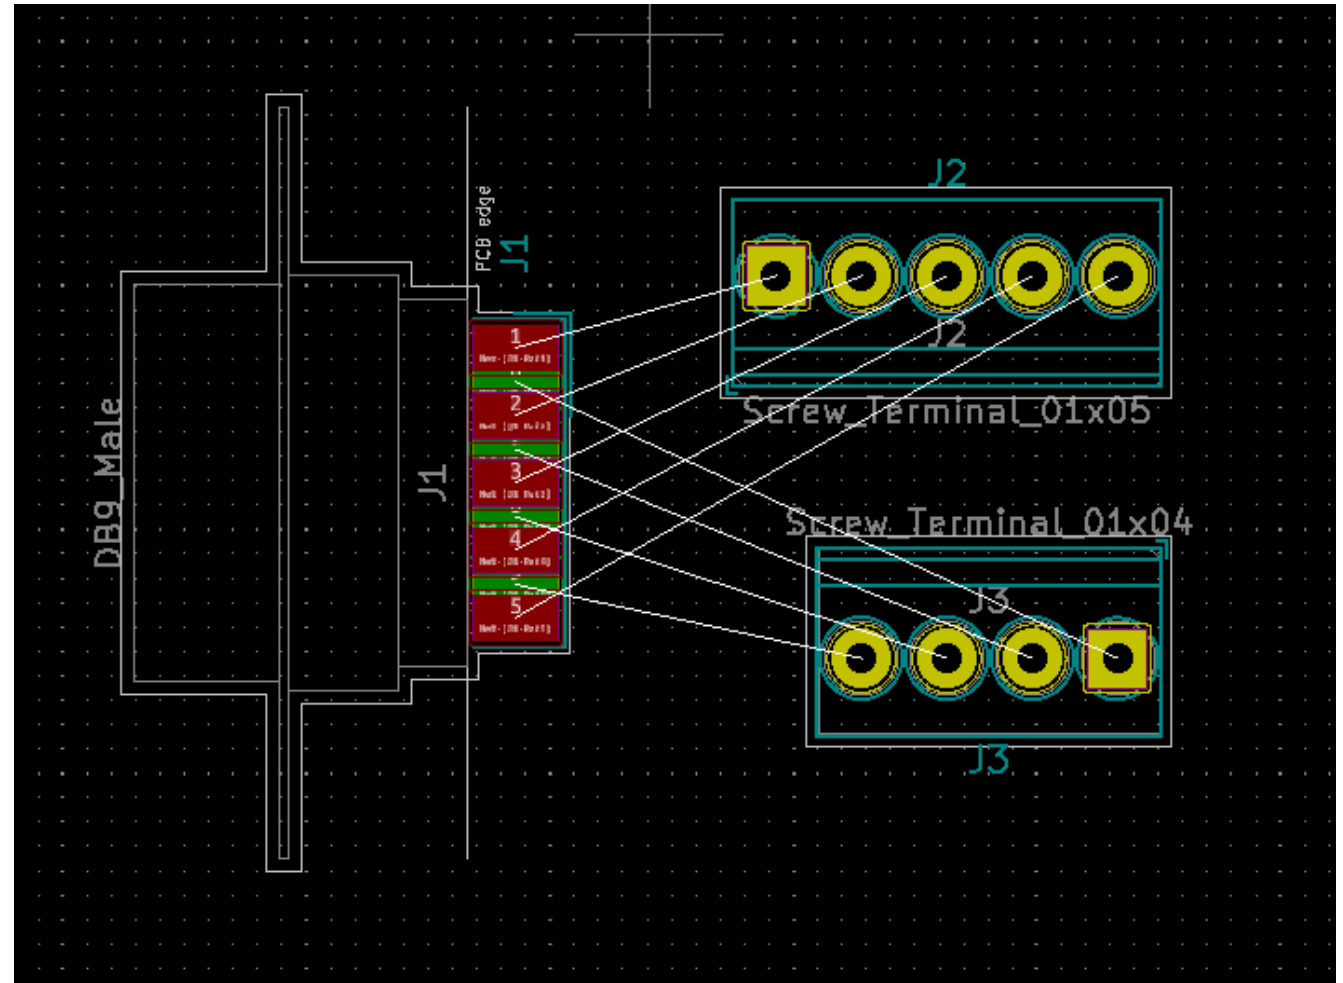 J2
PCB edge
J1
1
2
J2
DB9_Male
Screw_Terminal_01x05
J1
3
Screw_Terminal_01x04
4
5
J3
J3